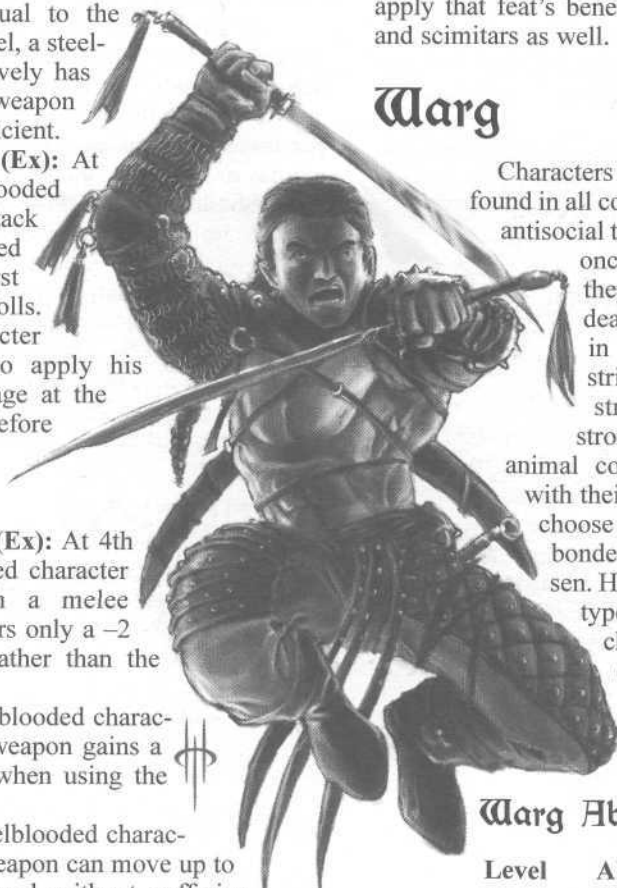 ual to the
el, a steel-
vely has
weapon
cient.
(Ex): At
ooded
ack
ed
st
olls.
cter
o apply his
ge at the
efore
(Ex): At 4th
ed character
n a melee
rs only a –2
ather than the
blooded charac-
weapon gains a
when using the
elblooded charac-
eapon can move up to
apply that feat's bene
and scimitars as well.
Warg
Characters
found in all co
antisocial t
onc
the
dea
in
stri
str
stro
animal co
with their
choose
bonde
sen. H
type
cl
Warg Ab
Level A